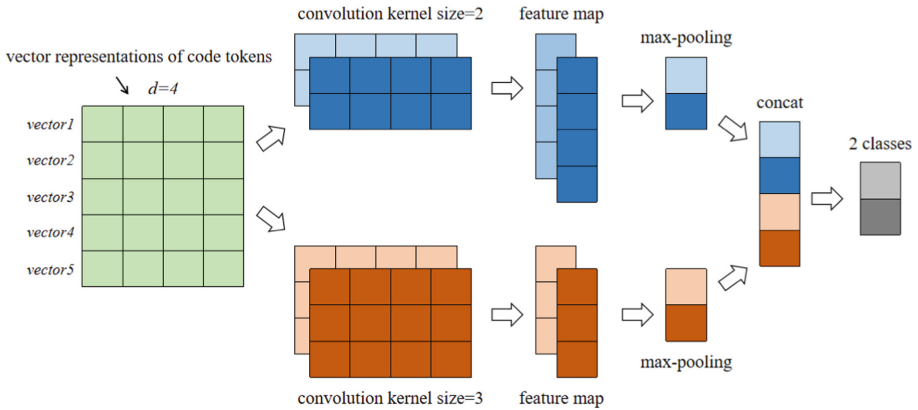 convolution kernel size=2
feature map
max-pooling
vector representations of code tokens
d=4
concat
vector1
vector2
vector3
vector4
vector5
2 classes
max-pooling
convolution kernel size=3
feature map